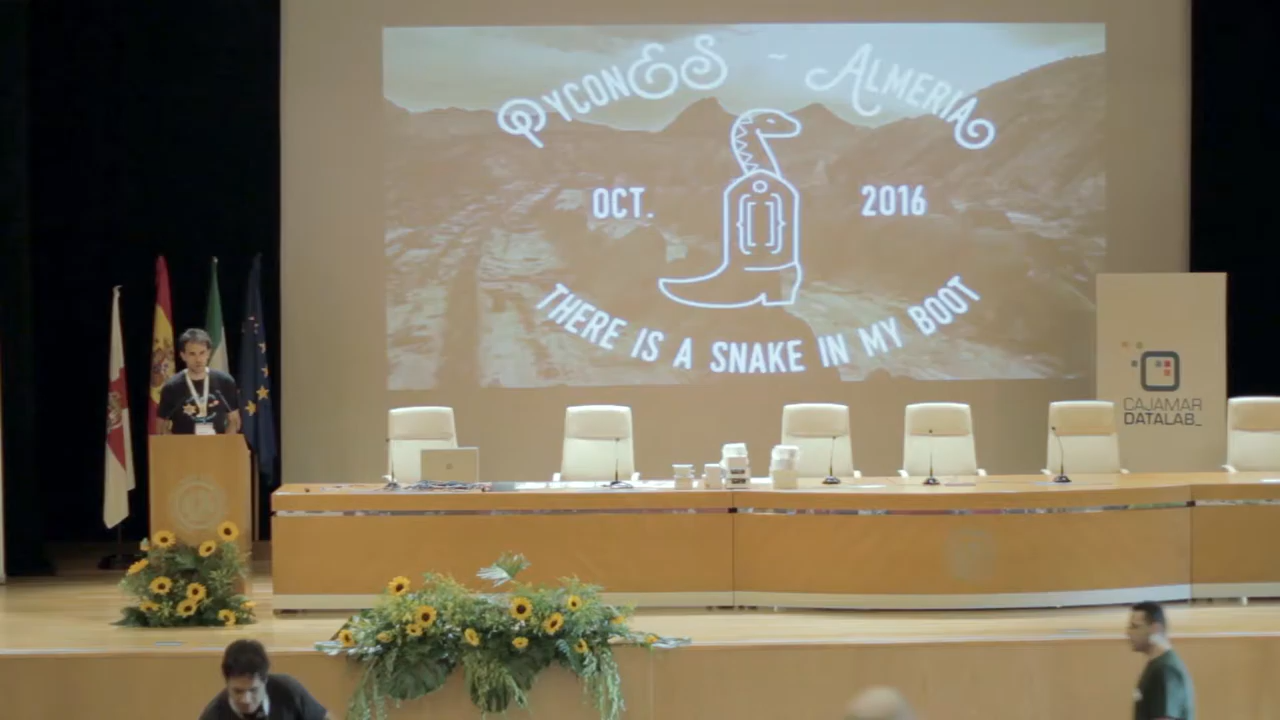 PYCONES ~ ALMERIA
OCT. 2016
THERE IS A SNAKE IN MY BOOT
CAJAMAR
DATALAB_